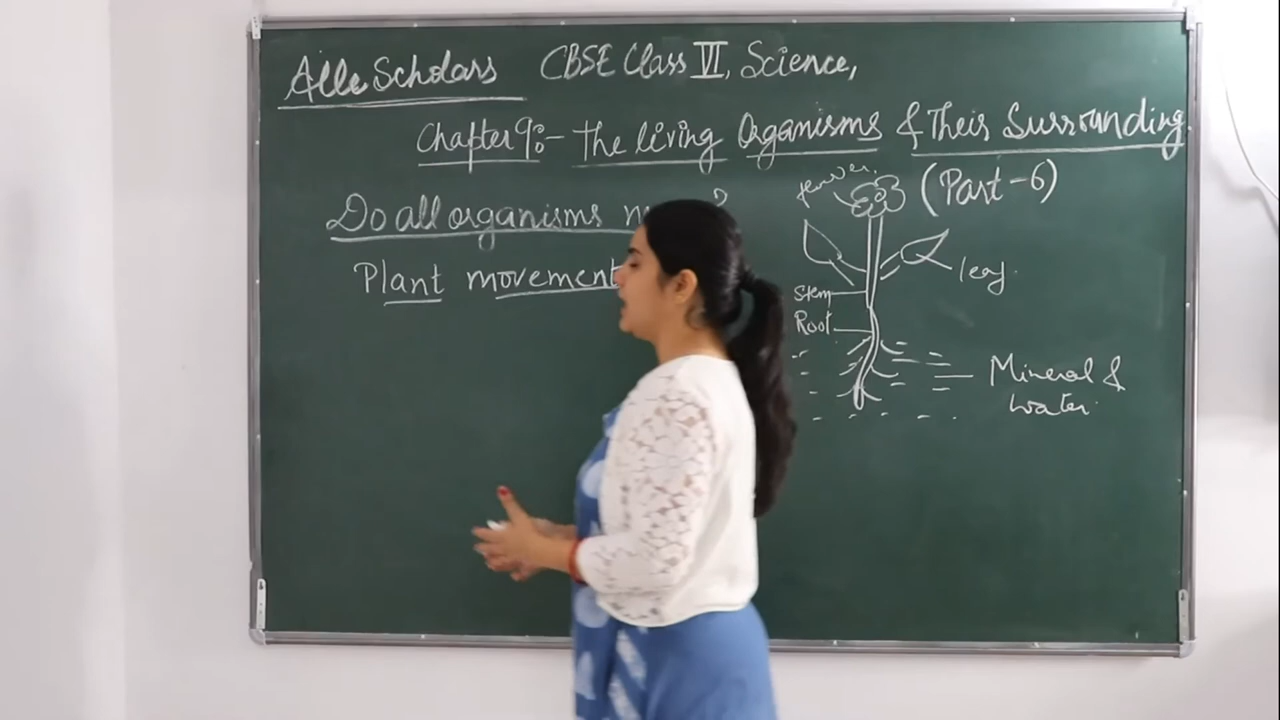 Alle Scholars CBSE Class VI, Science,
Chapter 9:- The living Organisms & Their Surrounding
(Part-6)
Do all organisms ?
Plant movement
flower
leaf
Stem
Root
Mineral &
water